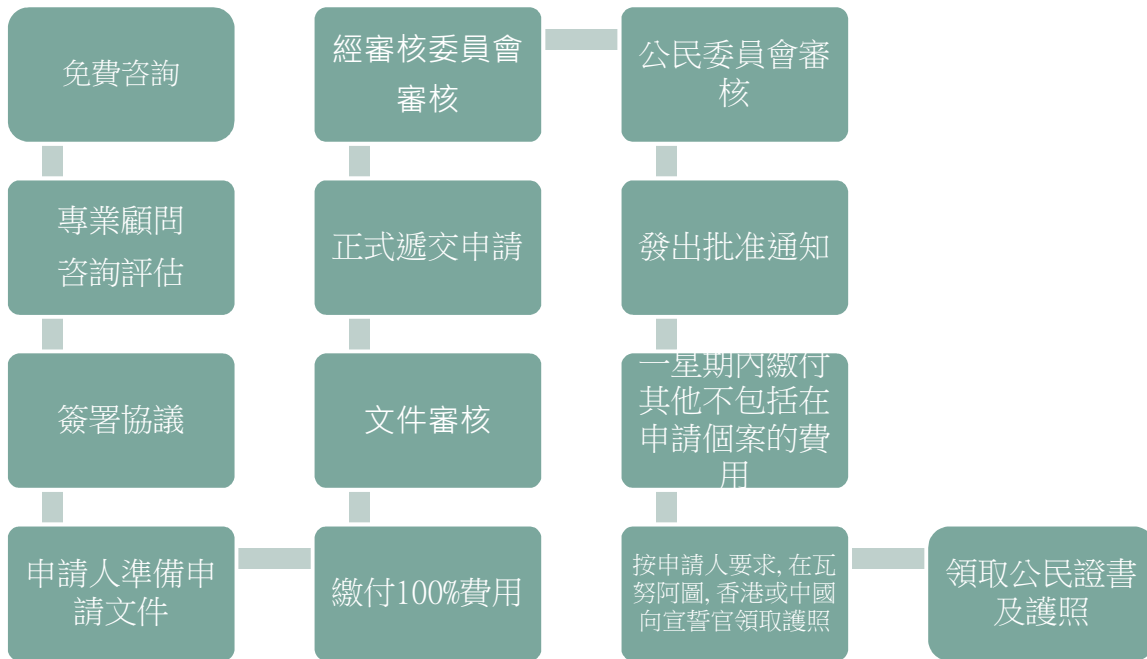 免費咨詢
專業顧問
咨詢評估
簽署協議
申請人準備申
請文件
繳付100%費用
文件審核
正式遞交申請
經審核委員會
審核
公民委員會審
核
發出批准通知
一星期內繳付
其他不包括在
申請個案的費
用
按申請人要求, 在瓦
努阿圖, 香港或中國
向宣誓官領取護照
領取公民證書
及護照